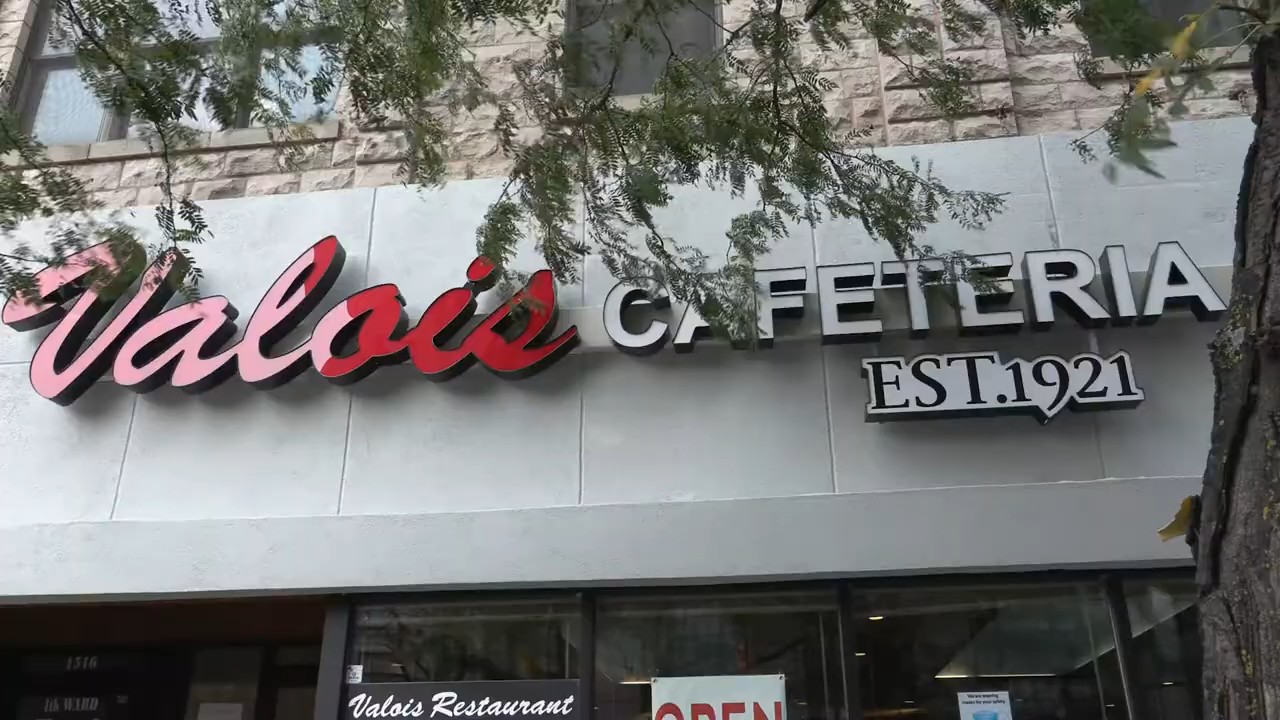 Valois CAFETERIA
EST.1921
1516
Valois Restaurant
OPEN